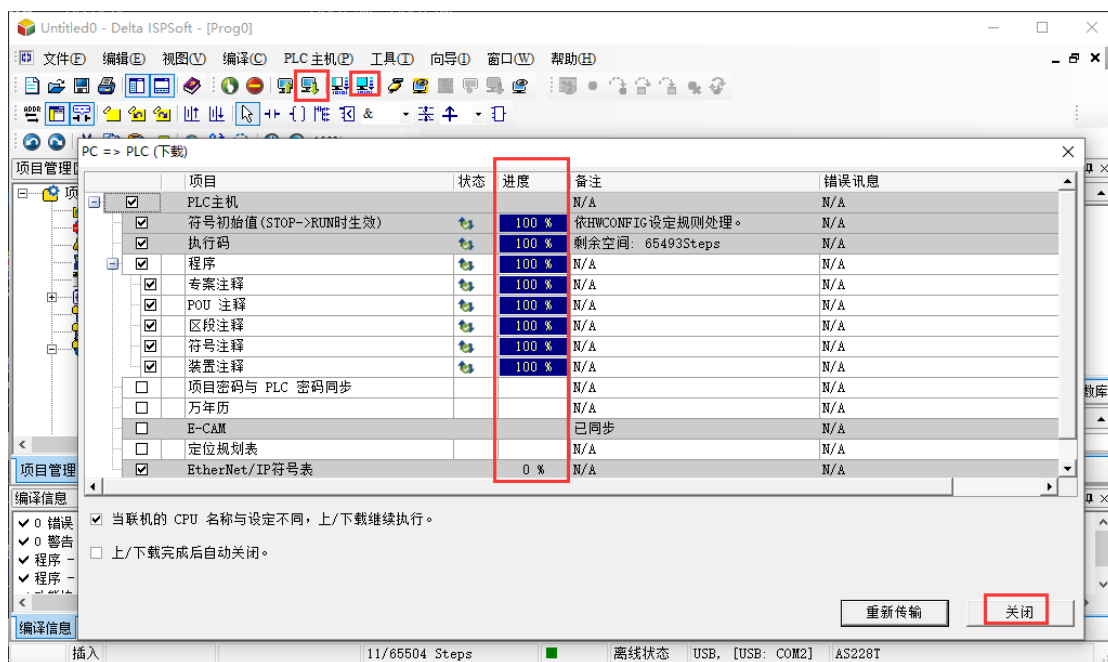 Untitled0 - Delta ISPSoft - [Prog0]
文件(F) 编辑(E) 视图(V) 编译(C) PLC 主机(P) 工具(T) 向导(I) 窗口(W) 帮助(H)
PC => PLC (下载)
项目管理
项目 状态 进度 备注 错误讯息
PLC主机 N/A N/A
符号初始值(STOP->RUN时生效) 100 % 依HWCONFIG设定规则处理。 N/A
执行码 100 % 剩余空间: 65493Steps N/A
程序 100 % N/A N/A
专案注释 100 % N/A N/A
POU 注释 100 % N/A N/A
区段注释 100 % N/A N/A
符号注释 100 % N/A N/A
装置注释 100 % N/A N/A
项目密码与 PLC 密码同步 N/A N/A
万年历 N/A N/A
E-CAM 已同步 N/A
定位规划表 N/A N/A
EtherNet/IP符号表 0 % N/A N/A
数库
项目管理
编译信息
0 错误
0 警告
程序 -
程序 -
当联机的 CPU 名称与设定不同，上/下载继续执行。
上/下载完成后自动关闭。
重新传输 关闭
编译信息
插入 11/65504 Steps 离线状态 USB, [USB: COM2] AS228T